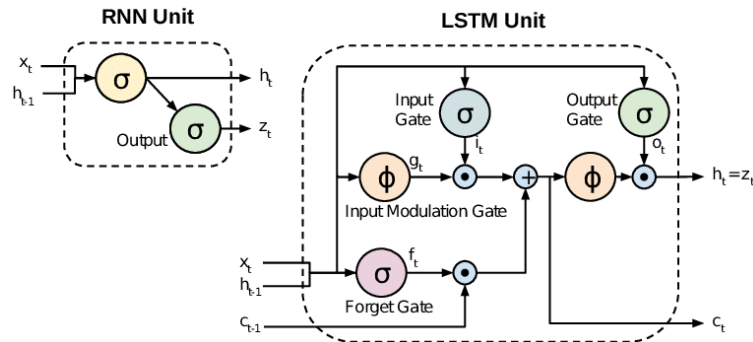 RNN Unit
x_t
h_t-1
σ
h_t
Output
σ
z_t
LSTM Unit
Input
Gate
σ
i_t
Output
Gate
σ
o_t
ϕ
g_t
Input Modulation Gate
+
ϕ
h_t=z_t
x_t
h_t-1
σ
f_t
Forget Gate
c_t-1
c_t